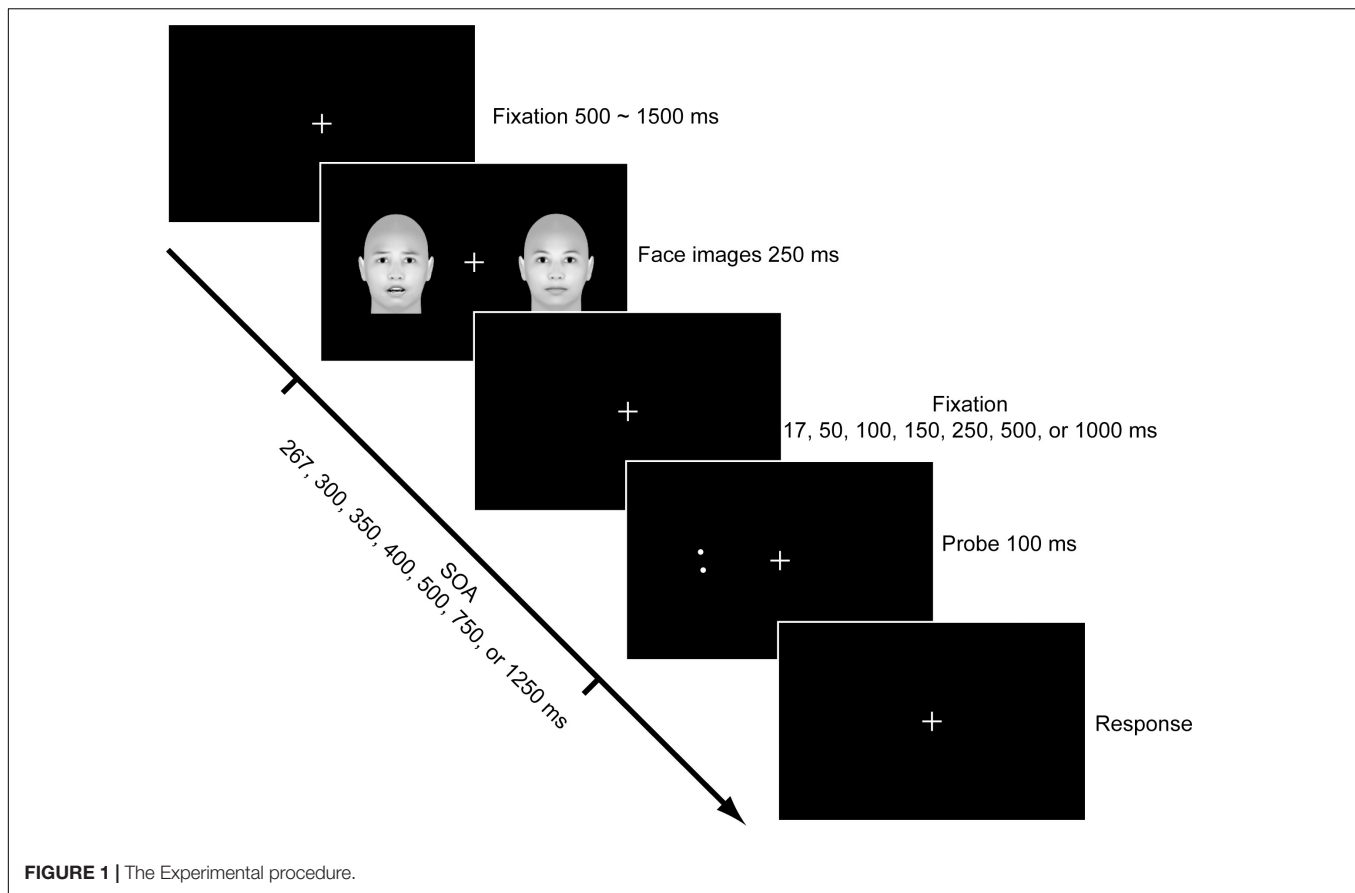 Fixation 500 ~ 1500 ms
Face images 250 ms
Fixation
17, 50, 100, 150, 250, 500, or 1000 ms
Probe 100 ms
SOA
267, 300, 350, 400, 500, 750, or 1250 ms
Response
FIGURE 1 | The Experimental procedure.